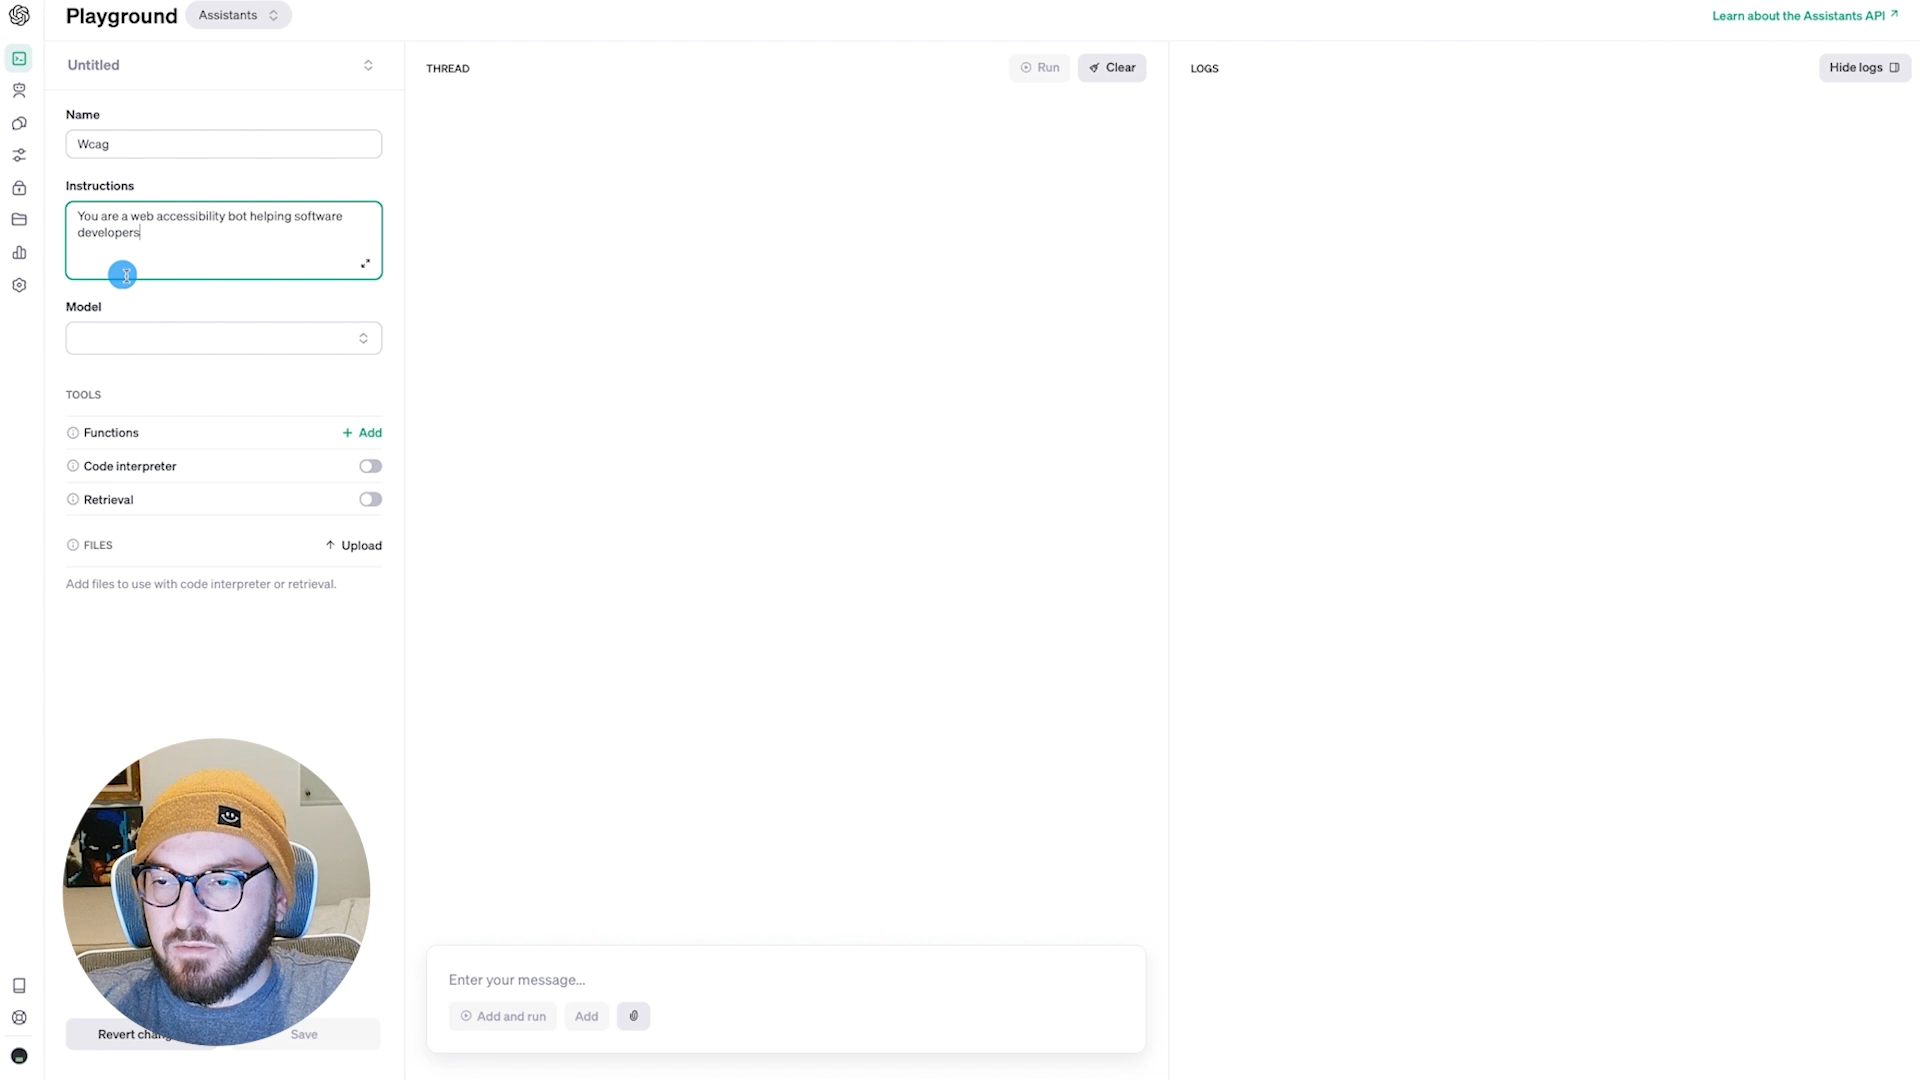 Playground
Assistants
Learn about the Assistants API
Untitled
THREAD
Run
Clear
LOGS
Hide logs
Name
Wcag
Instructions
You are a web accessibility bot helping software
developers
Model
TOOLS
Functions
+ Add
Code interpreter
Retrieval
FILES
Upload
Add files to use with code interpreter or retrieval.
Enter your message...
Add and run
Add
Revert
Save